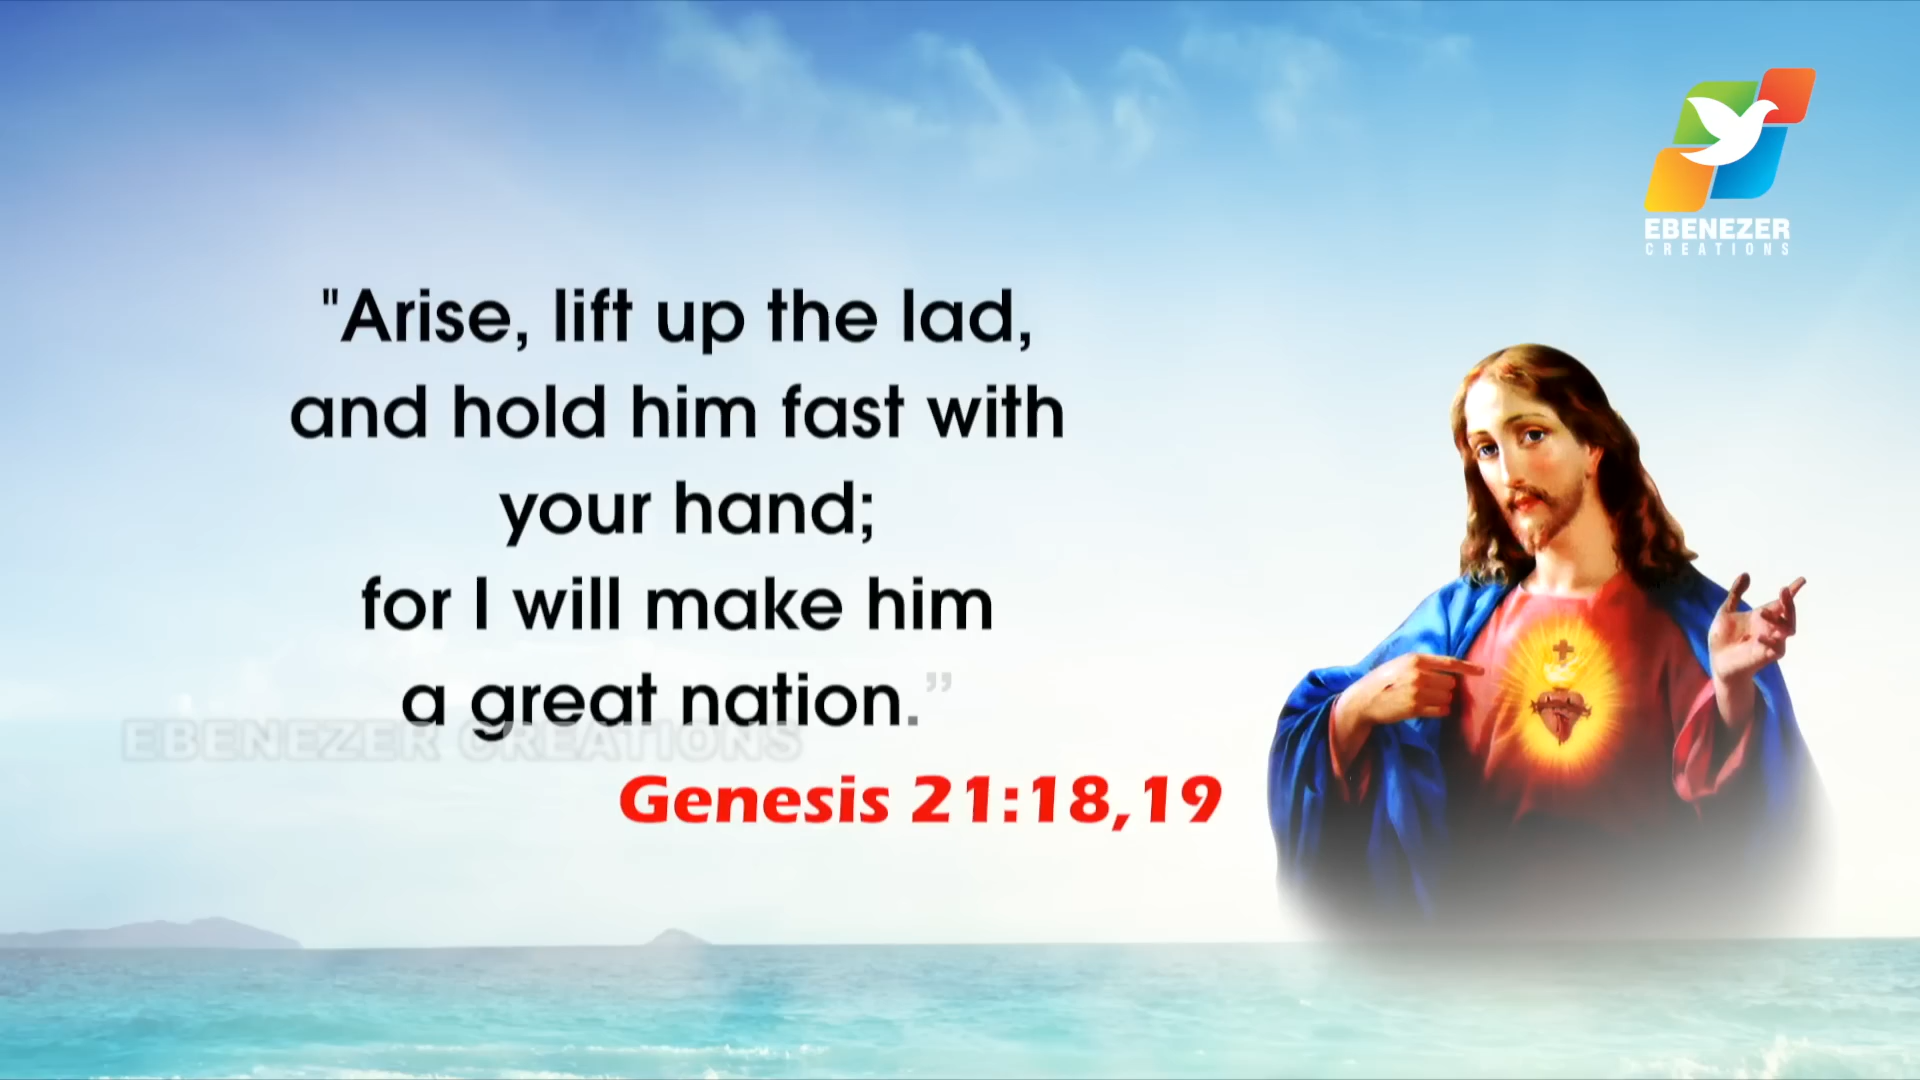 EBENEZER
CREATIONS
"Arise, lift up the lad,
and hold him fast with
your hand;
for I will make him
a great nation.”
EBENEZER CREATIONS
Genesis 21:18,19